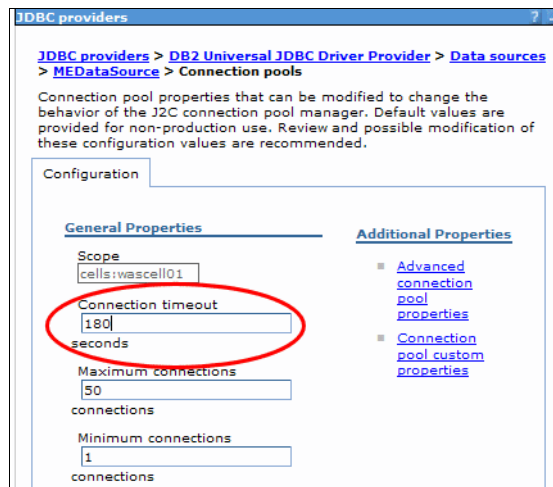 JDBC providers ?
JDBC providers > DB2 Universal JDBC Driver Provider > Data sources
> MEDataSource > Connection pools
Connection pool properties that can be modified to change the
behavior of the J2C connection pool manager. Default values are
provided for non-production use. Review and possible modification of
these configuration values are recommended.
Configuration
General Properties
Scope
cells:wascell01
Connection timeout
180
seconds
Maximum connections
50
connections
Minimum connections
1
connections
Additional Properties
Advanced
connection
pool
properties
Connection
pool custom
properties